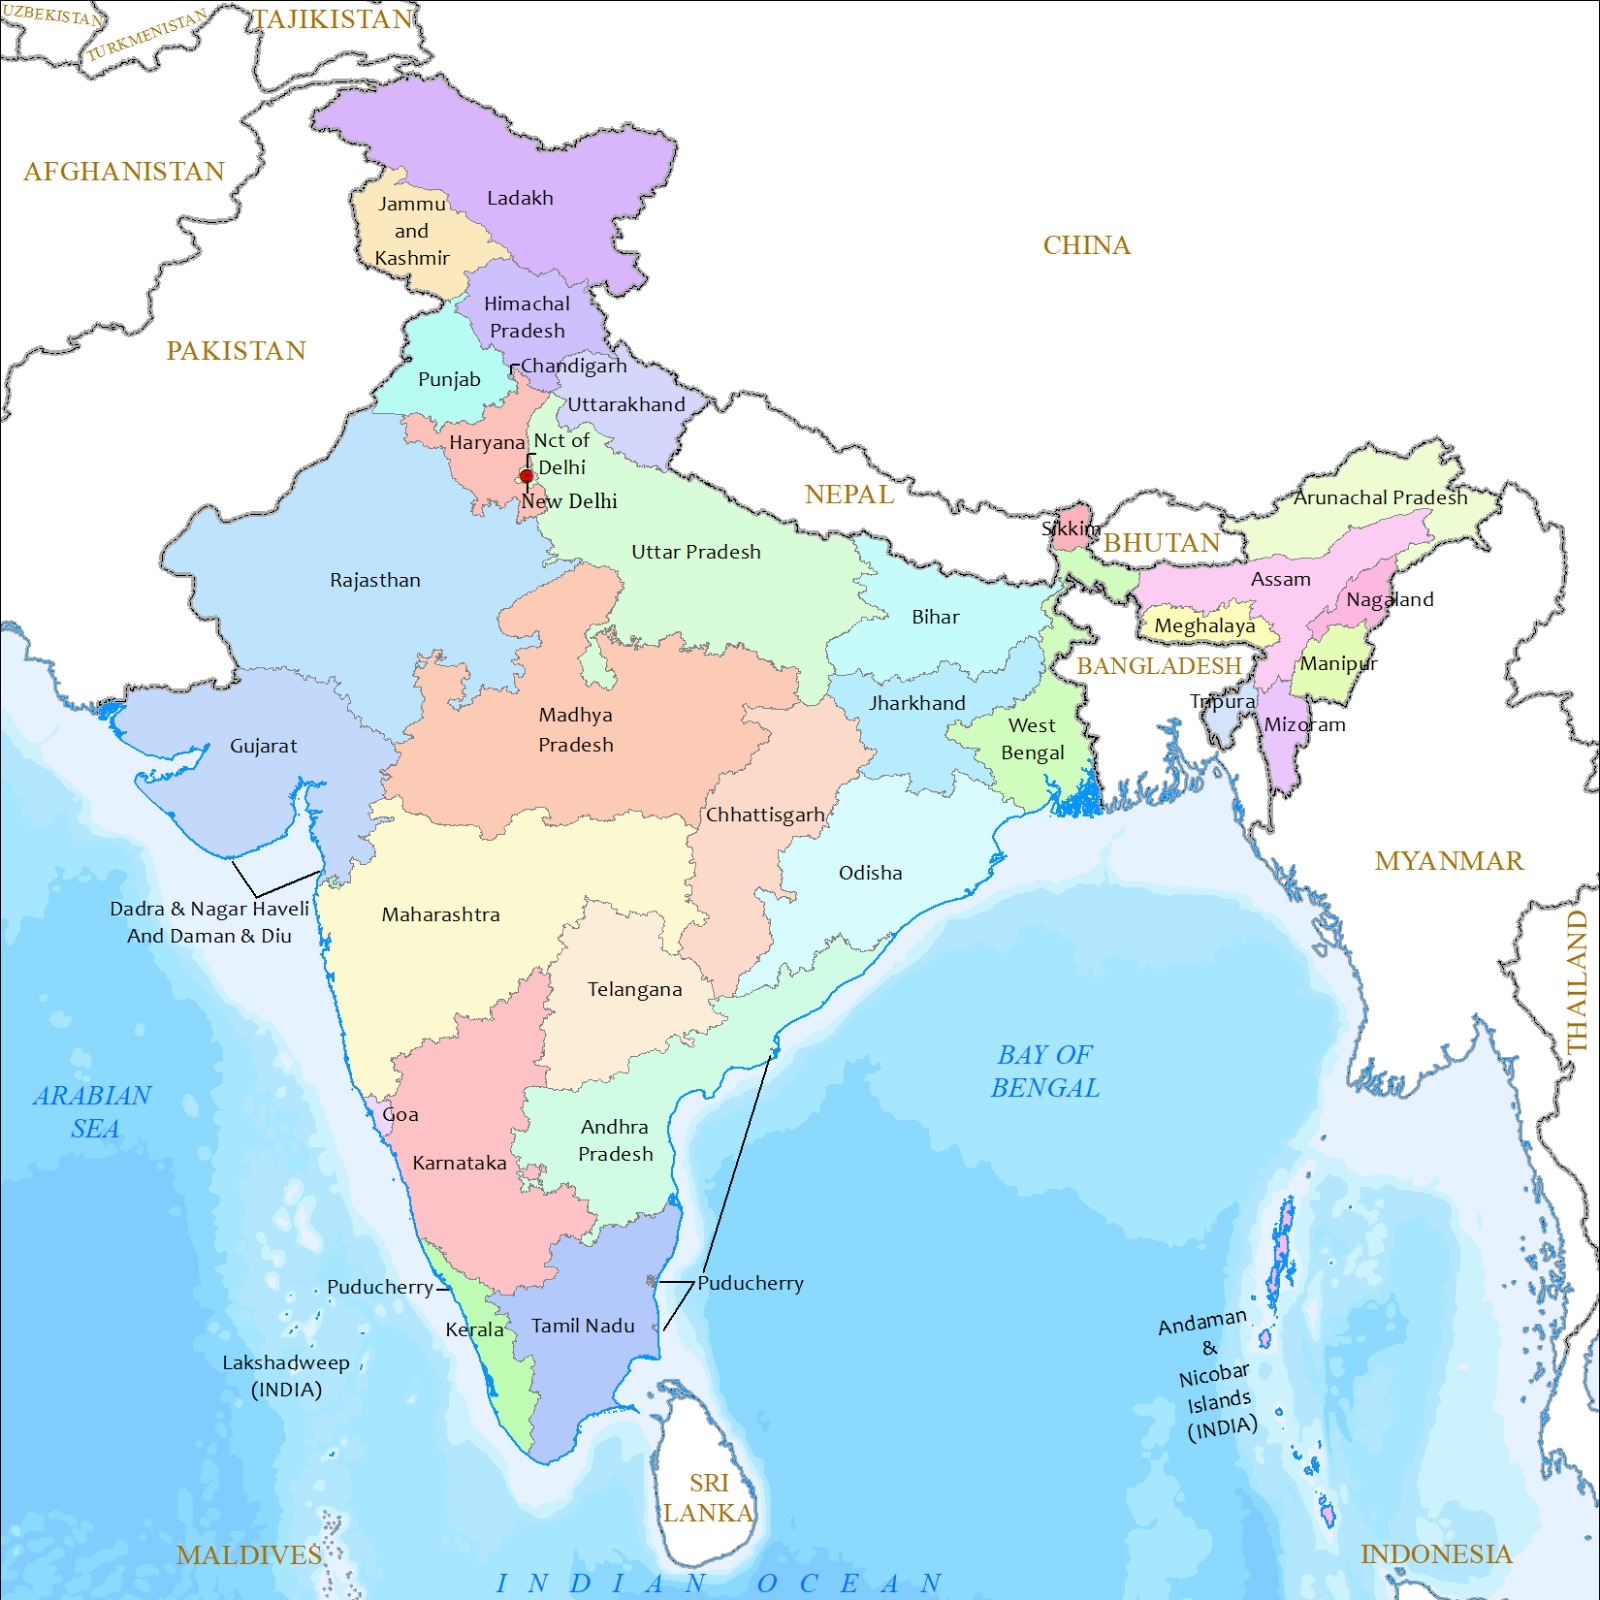 UZBEKISTAN
TURKMENISTAN
TAJIKISTAN
AFGHANISTAN
Ladakh
Jammu
and
Kashmir
CHINA
Himachal
Pradesh
PAKISTAN
Chandigarh
Punjab
Uttarakhand
Haryana
Nct of
Delhi
New Delhi
NEPAL
Arunachal Pradesh
Sikkim
BHUTAN
Uttar Pradesh
Rajasthan
Assam
Nagaland
Bihar
Meghalaya
BANGLADESH
Manipur
Jharkhand
Tripura
Mizoram
Madhya
Pradesh
West
Bengal
Gujarat
Chhattisgarh
MYANMAR
Odisha
Dadra & Nagar Haveli
And Daman & Diu
Maharashtra
THAILAND
Telangana
BAY OF
BENGAL
ARABIAN
SEA
Goa
Andhra
Pradesh
Karnataka
Puducherry
Puducherry
Kerala
Tamil Nadu
Lakshadweep
(INDIA)
Andaman
&
Nicobar
Islands
(INDIA)
SRI
LANKA
MALDIVES
INDONESIA
INDIAN OCEAN